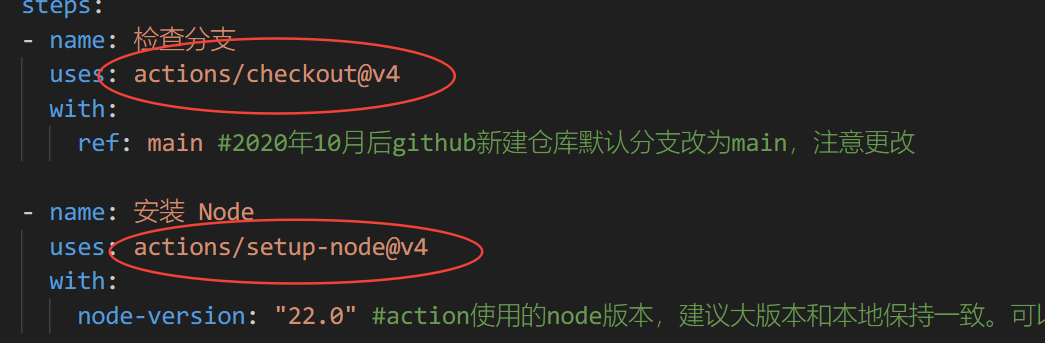 steps:
- name: 检查分支
uses: actions/checkout@v4
with:
ref: main #2020年10月后github新建仓库默认分支改为main，注意更改
- name: 安装 Node
uses: actions/setup-node@v4
with:
node-version: "22.0" #action使用的node版本，建议大版本和本地保持一致。可以